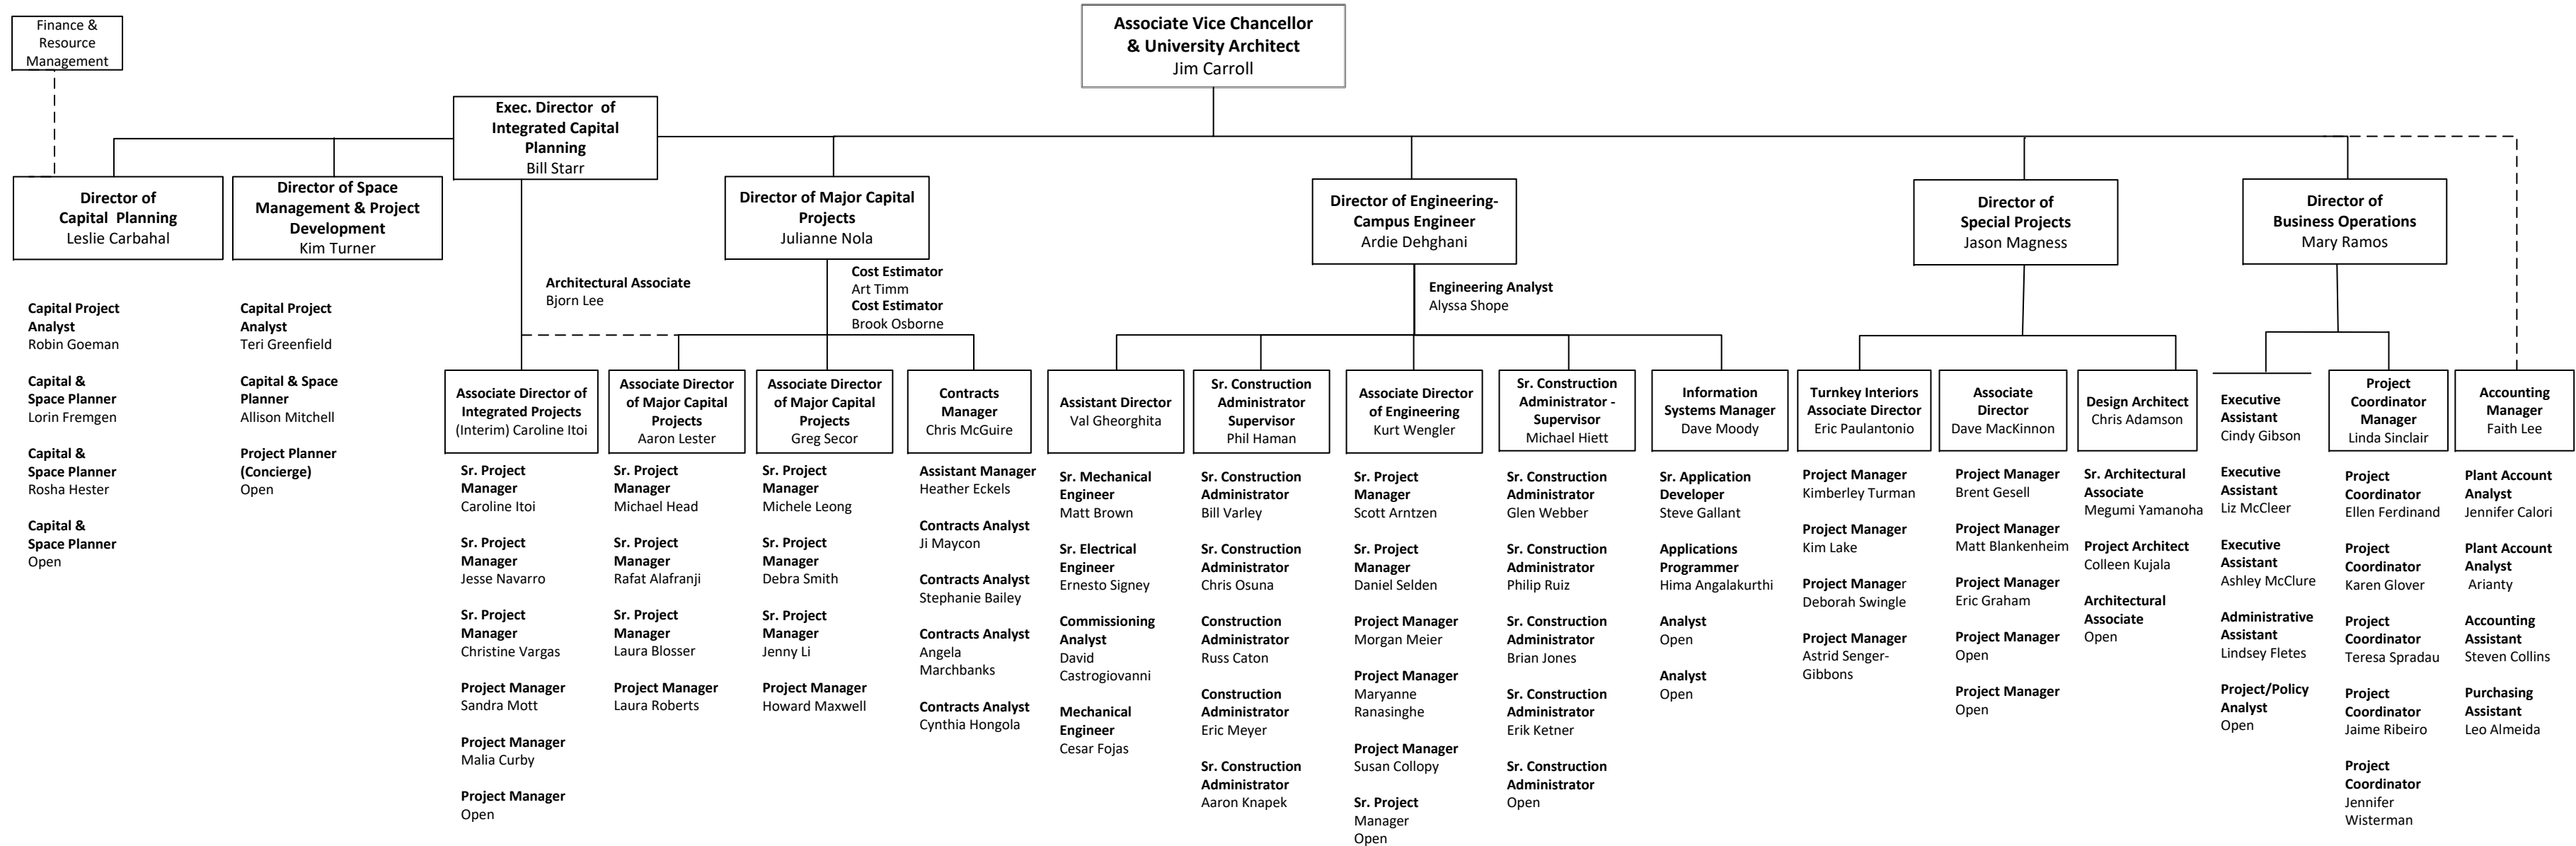 Finance &
Resource
Management
Associate Vice Chancellor
& University Architect
Jim Carroll
Exec. Director of
Integrated Capital
Planning
Bill Starr
Director of
Capital Planning
Leslie Carbahal
Director of Space
Management & Project
Development
Kim Turner
Director of Major Capital
Projects
Julianne Nola
Director of Engineering-
Campus Engineer
Ardie Dehghani
Director of
Special Projects
Jason Magness
Director of
Business Operations
Mary Ramos
Capital Project
Analyst
Robin Goeman
Capital &
Space Planner
Lorin Fremgen
Capital &
Space Planner
Rosha Hester
Capital &
Space Planner
Open
Capital Project
Analyst
Teri Greenfield
Capital & Space
Planner
Allison Mitchell
Project Planner
(Concierge)
Open
Architectural Associate
Bjorn Lee
Cost Estimator
Art Timm
Cost Estimator
Brook Osborne
Engineering Analyst
Alyssa Shope
Associate Director of
Integrated Projects
(Interim) Caroline Itoi
Sr. Project
Manager
Caroline Itoi
Sr. Project
Manager
Jesse Navarro
Sr. Project
Manager
Christine Vargas
Project Manager
Sandra Mott
Project Manager
Malia Curby
Project Manager
Open
Associate Director
of Major Capital
Projects
Aaron Lester
Sr. Project
Manager
Michael Head
Sr. Project
Manager
Rafat Alafranji
Sr. Project
Manager
Laura Blosser
Project Manager
Laura Roberts
Associate Director
of Major Capital
Projects
Greg Secor
Sr. Project
Manager
Michele Leong
Sr. Project
Manager
Debra Smith
Sr. Project
Manager
Jenny Li
Project Manager
Howard Maxwell
Contracts
Manager
Chris McGuire
Assistant Manager
Heather Eckels
Contracts Analyst
Ji Maycon
Contracts Analyst
Stephanie Bailey
Contracts Analyst
Angela
Marchbanks
Contracts Analyst
Cynthia Hongola
Assistant Director
Val Gheorghita
Sr. Mechanical
Engineer
Matt Brown
Sr. Electrical
Engineer
Ernesto Signey
Commissioning
Analyst
David
Castrogiovanni
Mechanical
Engineer
Cesar Fojas
Sr. Construction
Administrator
Supervisor
Phil Haman
Sr. Construction
Administrator
Bill Varley
Sr. Construction
Administrator
Chris Osuna
Construction
Administrator
Russ Caton
Construction
Administrator
Eric Meyer
Sr. Construction
Administrator
Aaron Knapek
Associate Director
of Engineering
Kurt Wengler
Sr. Project
Manager
Scott Arntzen
Sr. Project
Manager
Daniel Selden
Project Manager
Morgan Meier
Project Manager
Maryanne
Ranasinghe
Project Manager
Susan Collopy
Sr. Project
Manager
Open
Sr. Construction
Administrator -
Supervisor
Michael Hiett
Sr. Construction
Administrator
Glen Webber
Sr. Construction
Administrator
Philip Ruiz
Sr. Construction
Administrator
Brian Jones
Sr. Construction
Administrator
Erik Ketner
Sr. Construction
Administrator
Open
Information
Systems Manager
Dave Moody
Sr. Application
Developer
Steve Gallant
Applications
Programmer
Hima Angalakurthi
Analyst
Open
Analyst
Open
Turnkey Interiors
Associate Director
Eric Paulantonio
Project Manager
Kimberley Turman
Project Manager
Kim Lake
Project Manager
Deborah Swingle
Project Manager
Astrid Senger-
Gibbons
Associate
Director
Dave MacKinnon
Project Manager
Brent Gesell
Project Manager
Matt Blankenheim
Project Manager
Eric Graham
Project Manager
Open
Project Manager
Open
Design Architect
Chris Adamson
Sr. Architectural
Associate
Megumi Yamanoha
Project Architect
Colleen Kujala
Architectural
Associate
Open
Executive
Assistant
Cindy Gibson
Executive
Assistant
Liz McCleer
Executive
Assistant
Ashley McClure
Administrative
Assistant
Lindsey Fletes
Project/Policy
Analyst
Open
Project
Coordinator
Manager
Linda Sinclair
Project
Coordinator
Ellen Ferdinand
Project
Coordinator
Karen Glover
Project
Coordinator
Teresa Spradau
Project
Coordinator
Jaime Ribeiro
Project
Coordinator
Jennifer
Wisterman
Accounting
Manager
Faith Lee
Plant Account
Analyst
Jennifer Calori
Plant Account
Analyst
Arianty
Accounting
Assistant
Steven Collins
Purchasing
Assistant
Leo Almeida